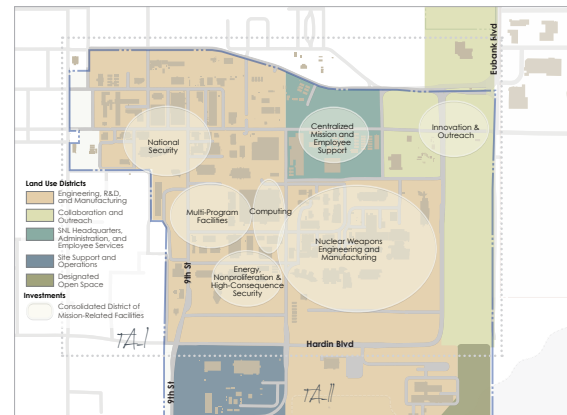 Eubank Blvd
National
Security
Centralized
Mission and
Employee
Support
Innovation &
Outreach
Land Use Districts
Engineering, R&D,
and Manufacturing
Collaboration and
Outreach
SNL Headquarters,
Administration, and
Employee Services
Site Support and
Operations
Designated
Open Space
Investments
Consolidated District of
Mission-Related Facilities
Multi-Program
Facilities
Computing
Nuclear Weapons
Engineering and
Manufacturing
Energy,
Nonproliferation &
High-Consequence
Security
9th St
Hardin Blvd
TA-I
9th St
TA-II